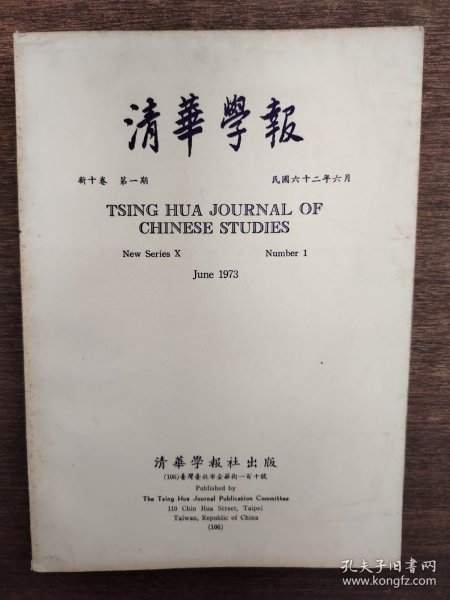 清華學報
新十卷 第一期 民國六十二年六月
TSING HUA JOURNAL OF
CHINESE STUDIES
New Series X Number 1
June 1973
清華學報社出版
(106)臺灣臺北市金華街一百十號
Published by
The Tsing Hua Journal Publication Committee
110 Chin Hua Street, Taipei
Taiwan, Republic of China
(106)
孔夫子旧书网
www.kongfz.com